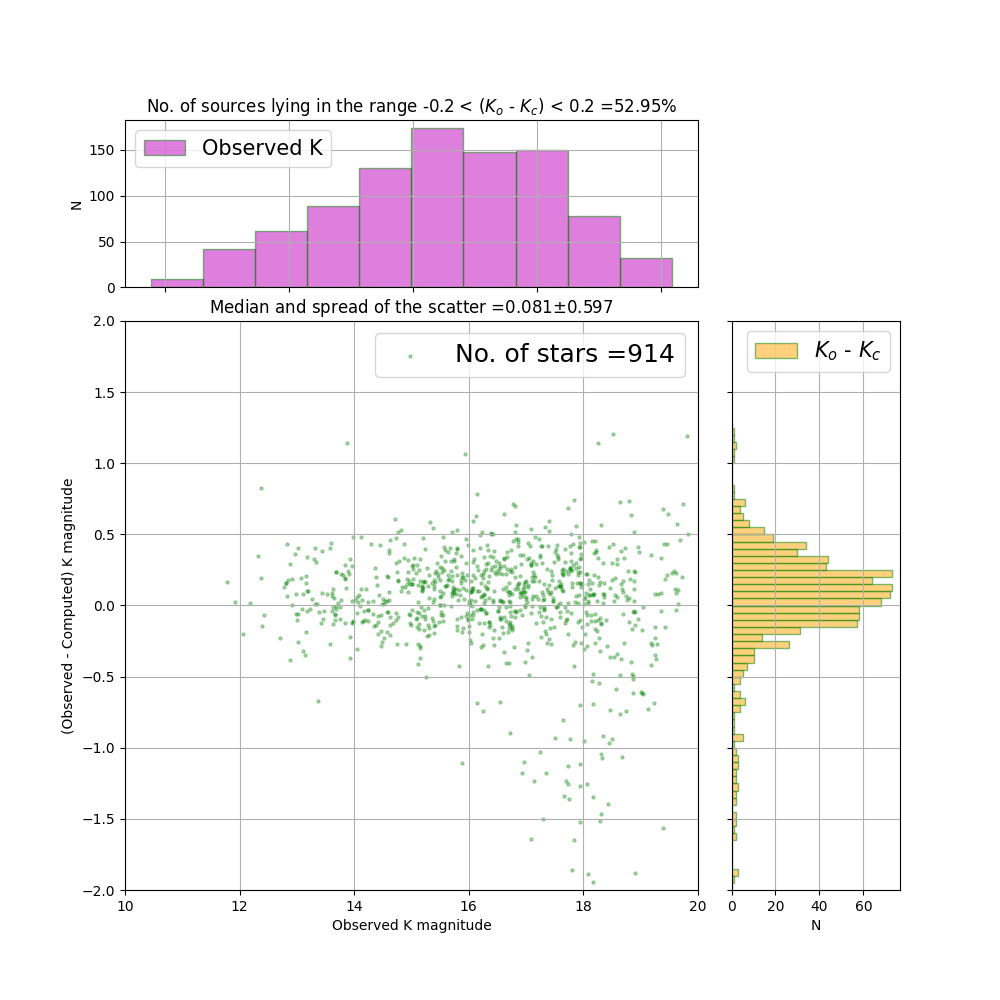 No. of sources lying in the range -0.2 < (Kₒ - K_c) < 0.2 =52.95%
Observed K
150
100
50
0
N
Median and spread of the scatter =0.081±0.597
No. of stars =914
2.0
1.5
1.0
0.5
0.0
−0.5
−1.0
−1.5
−2.0
(Observed - Computed) K magnitude
10 12 14 16 18 20
Observed K magnitude
Kₒ - K_c
0 20 40 60
N